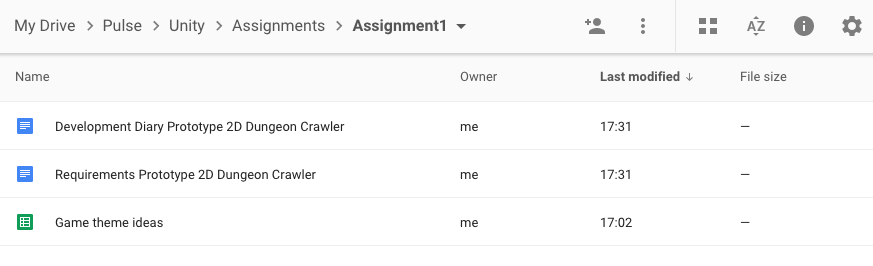 My Drive > Pulse > Unity > Assignments > Assignment1
AZ
Name Owner Last modified ↓ File size
Development Diary Prototype 2D Dungeon Crawler me 17:31 —
Requirements Prototype 2D Dungeon Crawler me 17:31 —
Game theme ideas me 17:02 —